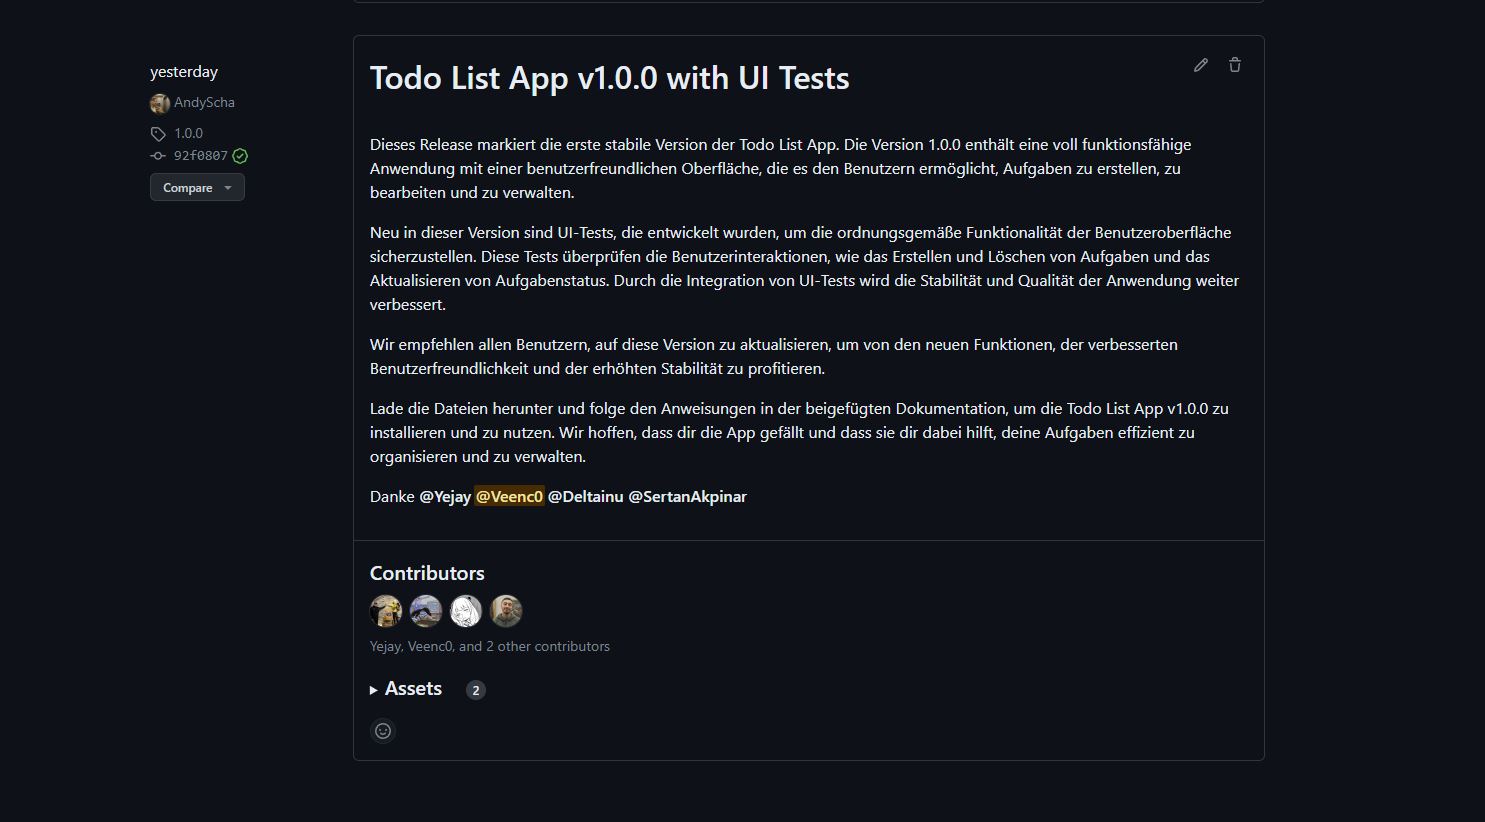 yesterday
AndyScha
1.0.0
92f0807
Compare
Todo List App v1.0.0 with UI Tests
Dieses Release markiert die erste stabile Version der Todo List App. Die Version 1.0.0 enthält eine voll funktionsfähige
Anwendung mit einer benutzerfreundlichen Oberfläche, die es den Benutzern ermöglicht, Aufgaben zu erstellen, zu
bearbeiten und zu verwalten.
Neu in dieser Version sind UI-Tests, die entwickelt wurden, um die ordnungsgemäße Funktionalität der Benutzeroberfläche
sicherzustellen. Diese Tests überprüfen die Benutzerinteraktionen, wie das Erstellen und Löschen von Aufgaben und das
Aktualisieren von Aufgabenstatus. Durch die Integration von UI-Tests wird die Stabilität und Qualität der Anwendung weiter
verbessert.
Wir empfehlen allen Benutzern, auf diese Version zu aktualisieren, um von den neuen Funktionen, der verbesserten
Benutzerfreundlichkeit und der erhöhten Stabilität zu profitieren.
Lade die Dateien herunter und folge den Anweisungen in der beigefügten Dokumentation, um die Todo List App v1.0.0 zu
installieren und zu nutzen. Wir hoffen, dass dir die App gefällt und dass sie dir dabei hilft, deine Aufgaben effizient zu
organisieren und zu verwalten.
Danke @Yejay @Veenc0 @Deltainu @SertanAkpinar
Contributors
Yejay, Veenc0, and 2 other contributors
Assets 2